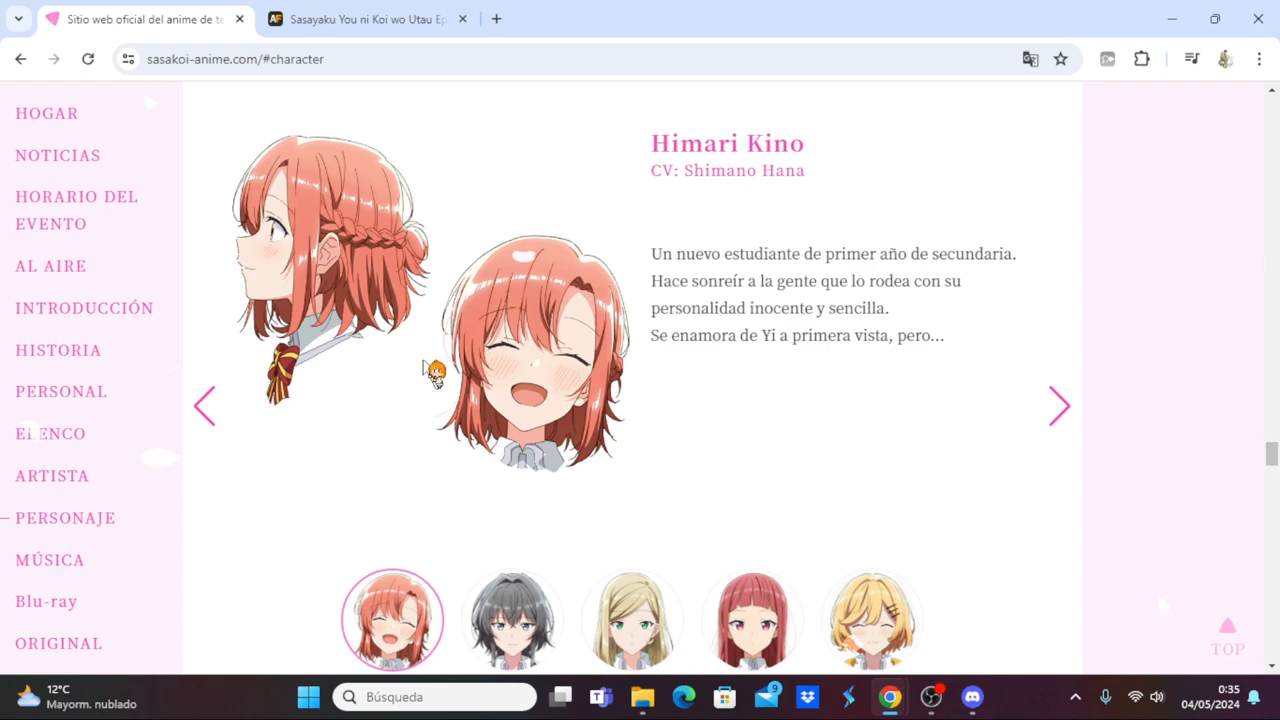 Sitio web oficial del anime de te
Sasayaku You ni Koi wo Utau Ep
sasakoi-anime.com/#character
HOGAR
NOTICIAS
HORARIO DEL
EVENTO
AL AIRE
INTRODUCCIÓN
HISTORIA
PERSONAL
ELENCO
ARTISTA
PERSONAJE
MÚSICA
Blu-ray
ORIGINAL
Himari Kino
CV: Shimano Hana
Un nuevo estudiante de primer año de secundaria.
Hace sonreír a la gente que lo rodea con su
personalidad inocente y sencilla.
Se enamora de Yi a primera vista, pero...
TOP
12°C
Mayorm. nublado
Búsqueda
9
0:35
04/05/2024